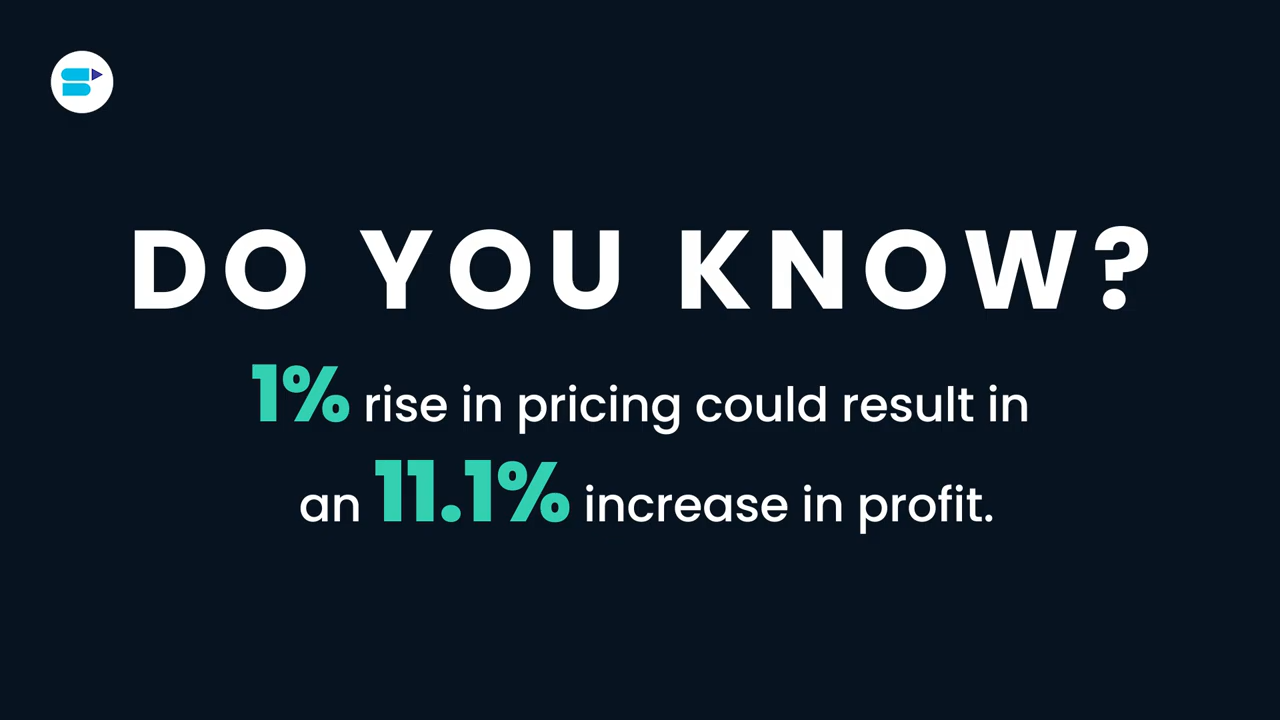 DO YOU KNOW?
1% rise in pricing could result in
an 11.1% increase in profit.